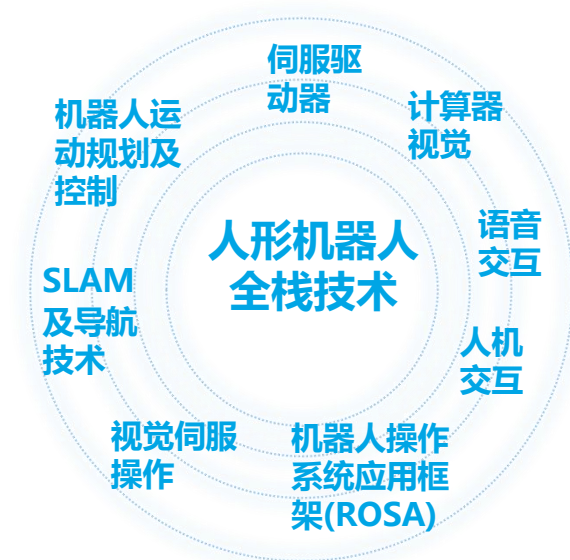 伺服驱
动器
计算器
视觉
机器人运
动规划及
控制
语音
交互
人形机器人
全栈技术
SLAM
及导航
技术
人机
交互
视觉伺服
操作
机器人操作
系统应用框
架(ROSA)